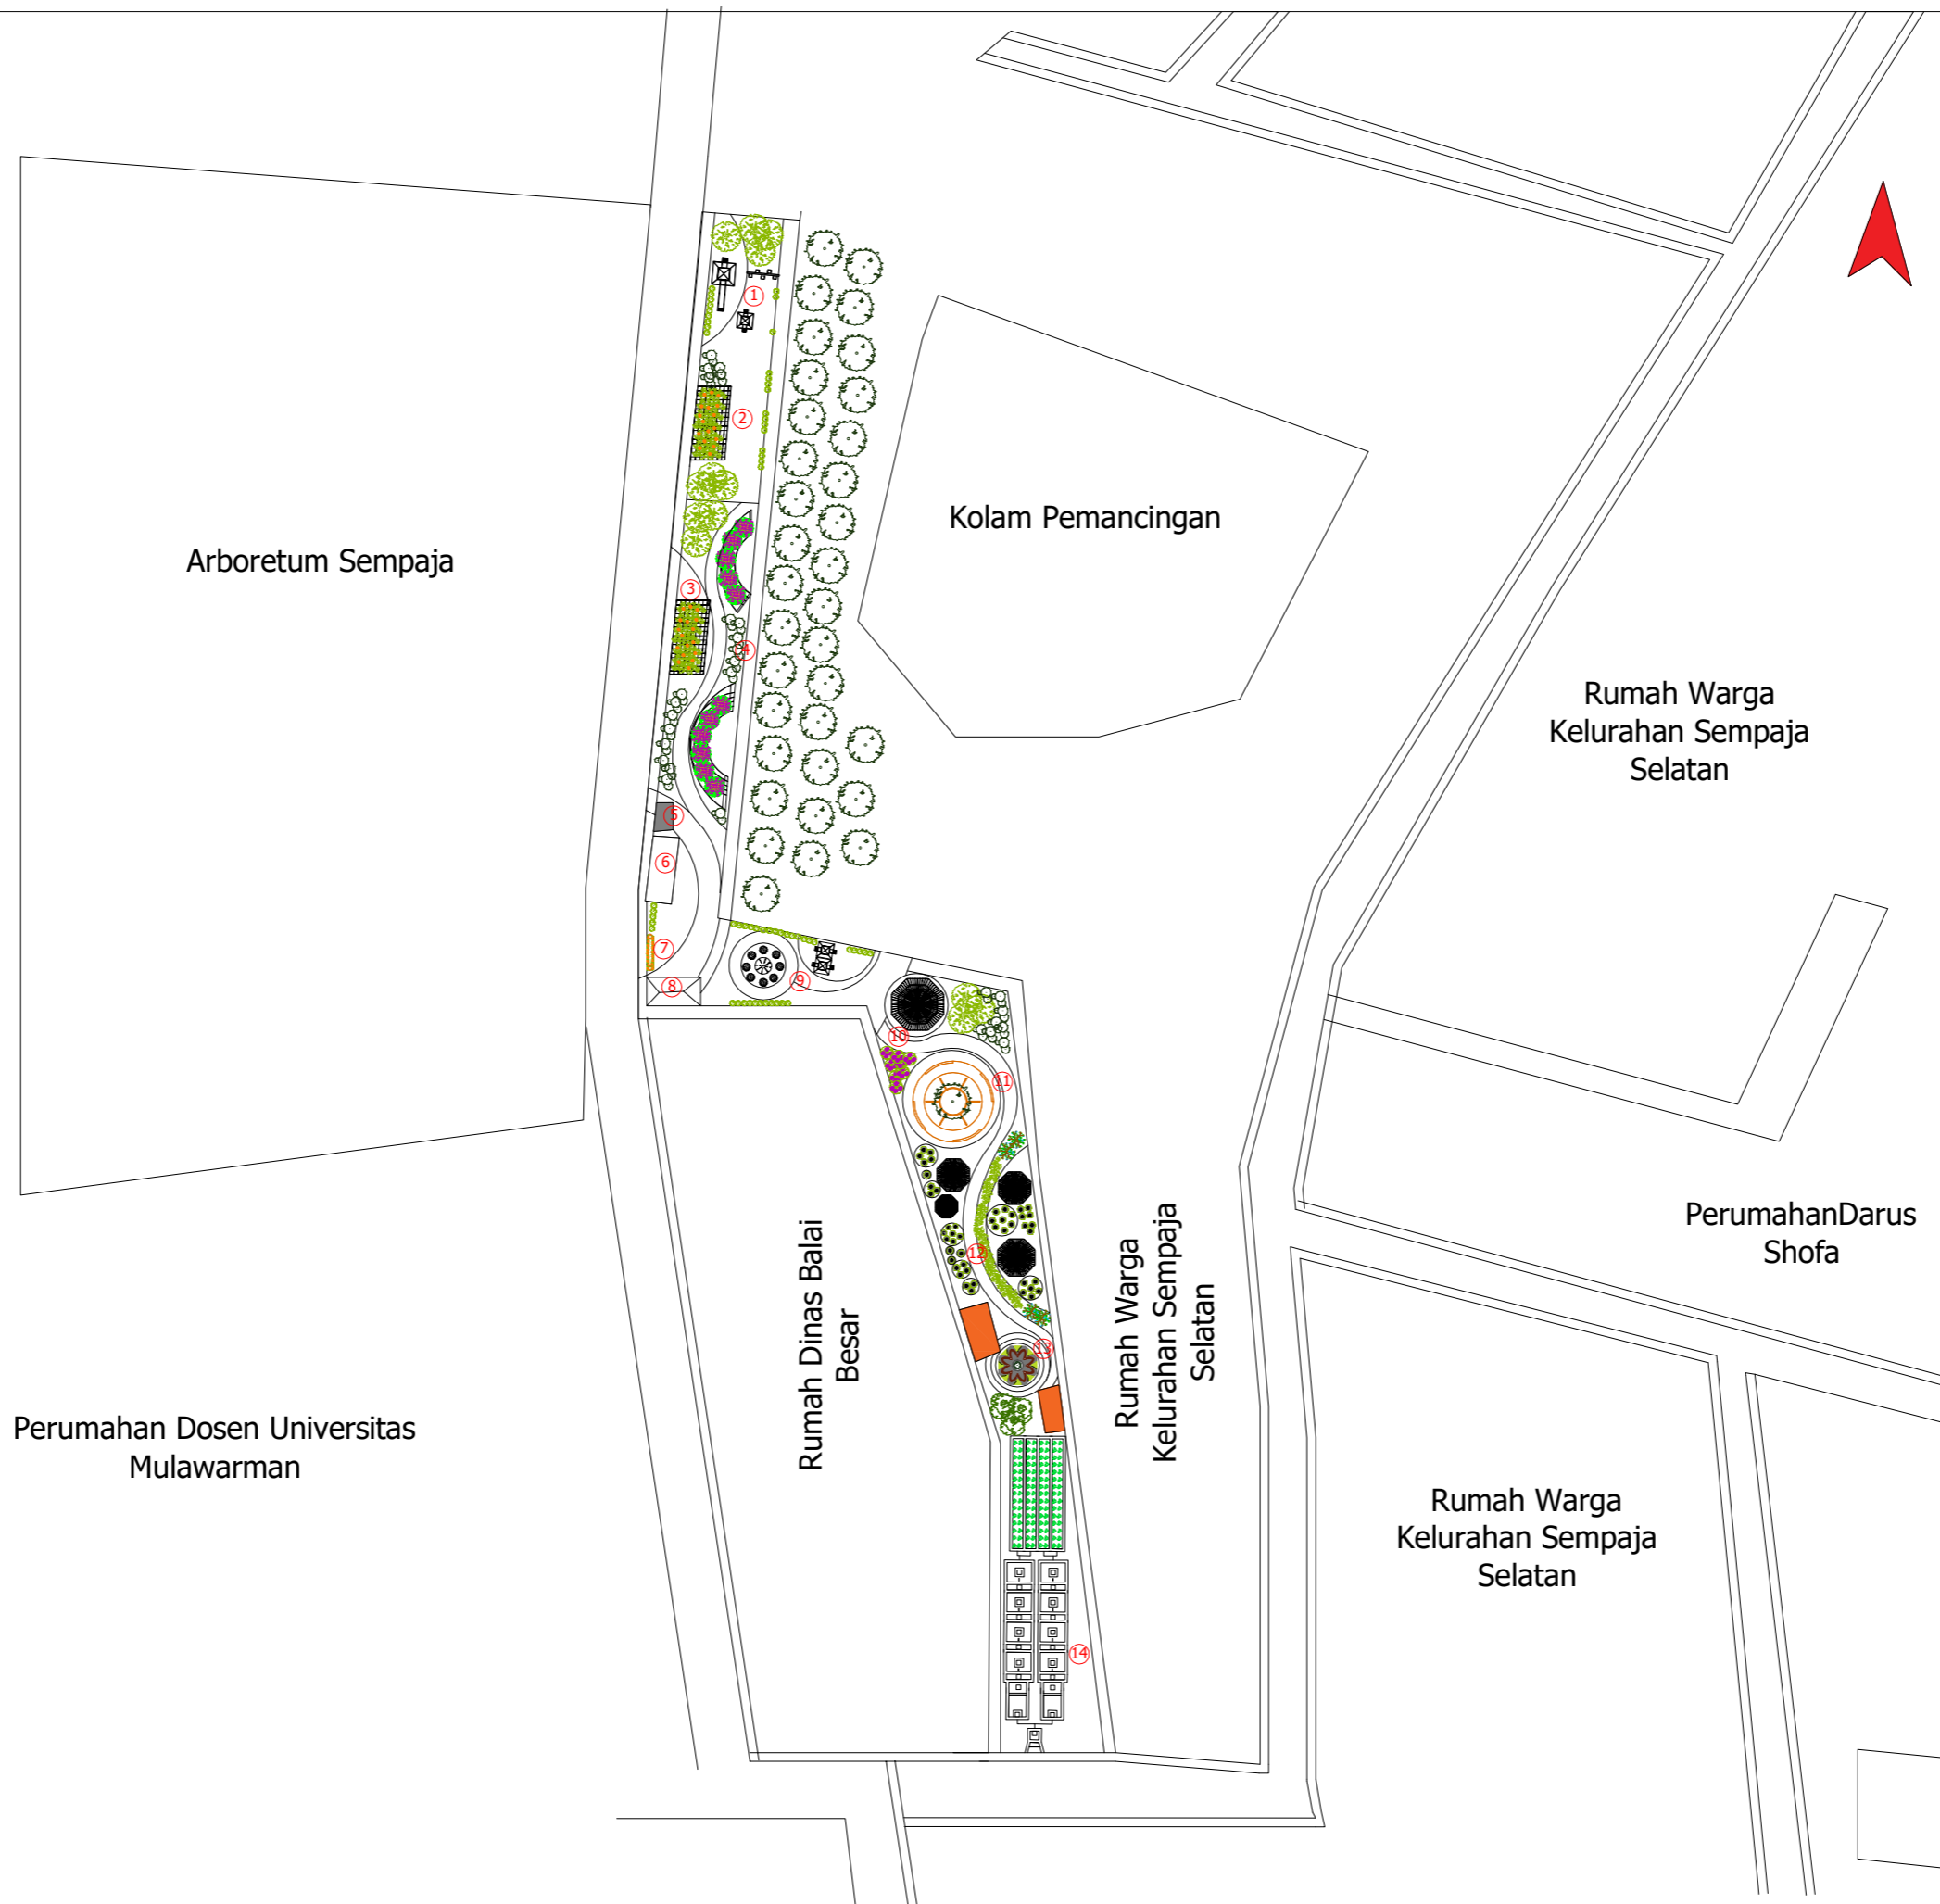 1
2
Kolam Pemancingan
Arboretum Sempaja
3
4
Rumah Warga
Kelurahan Sempaja
Selatan
5
6
7
8
9
10
11
12
Rumah Dinas Balai
Besar
Rumah Warga
Kelurahan Sempaja
Selatan
PerumahanDarus
Shofa
13
Perumahan Dosen Universitas
Mulawarman
Rumah Warga
Kelurahan Sempaja
Selatan
14